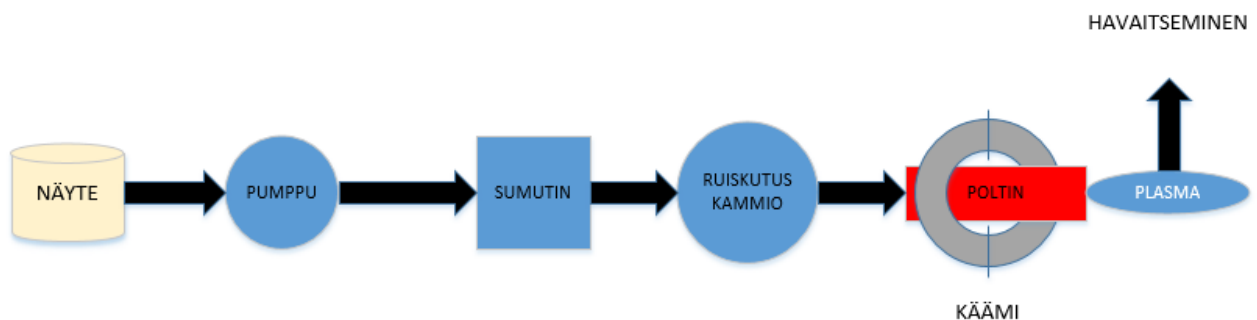 HAVAITSEMINEN
NÄYTE
PUMPPU
SUMUTIN
RUISKUTUS
KAMMIO
POLTIN
PLASMA
KÄÄMI